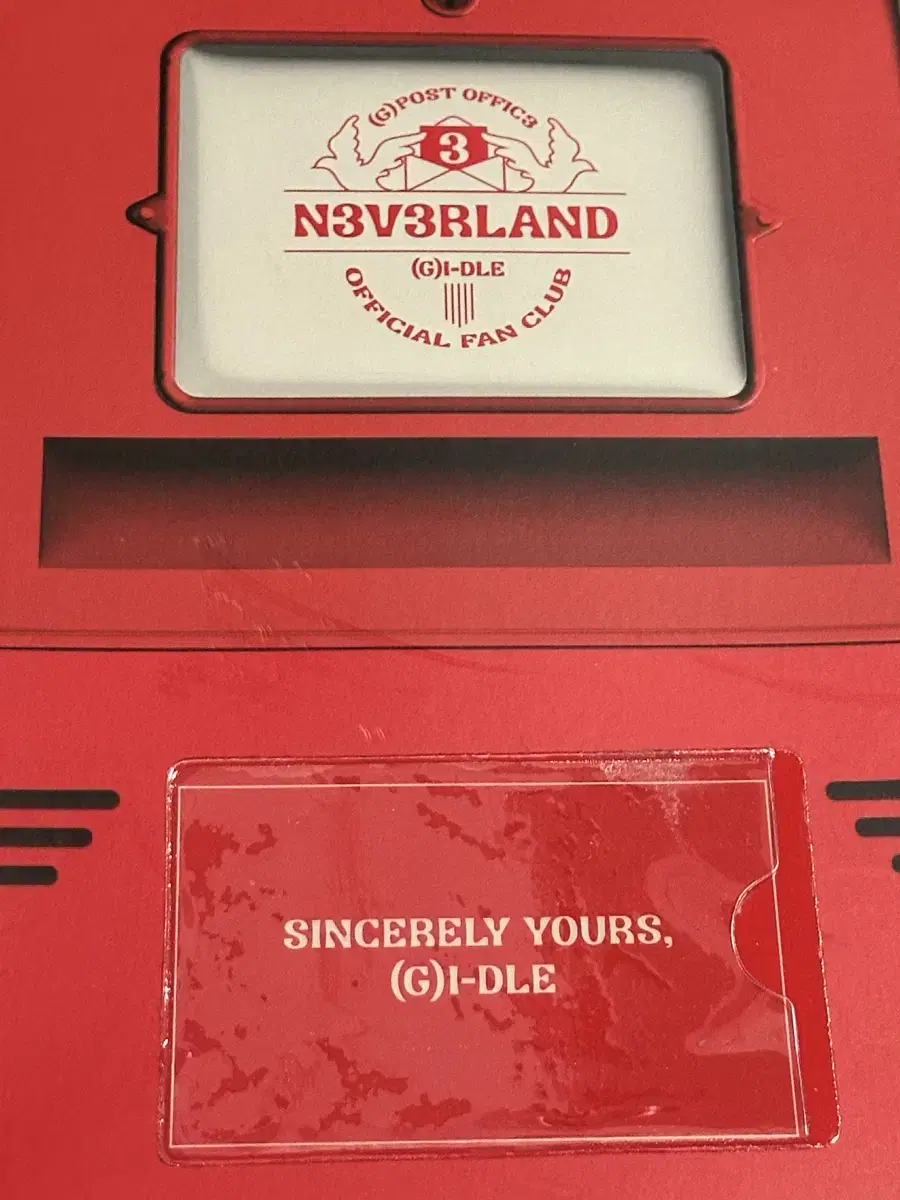 (G)POST OFFIC3
3
N3V3RLAND
(G)I-DLE
OFFICIAL FAN CLUB
SINCERELY YOURS,
(G)I-DLE